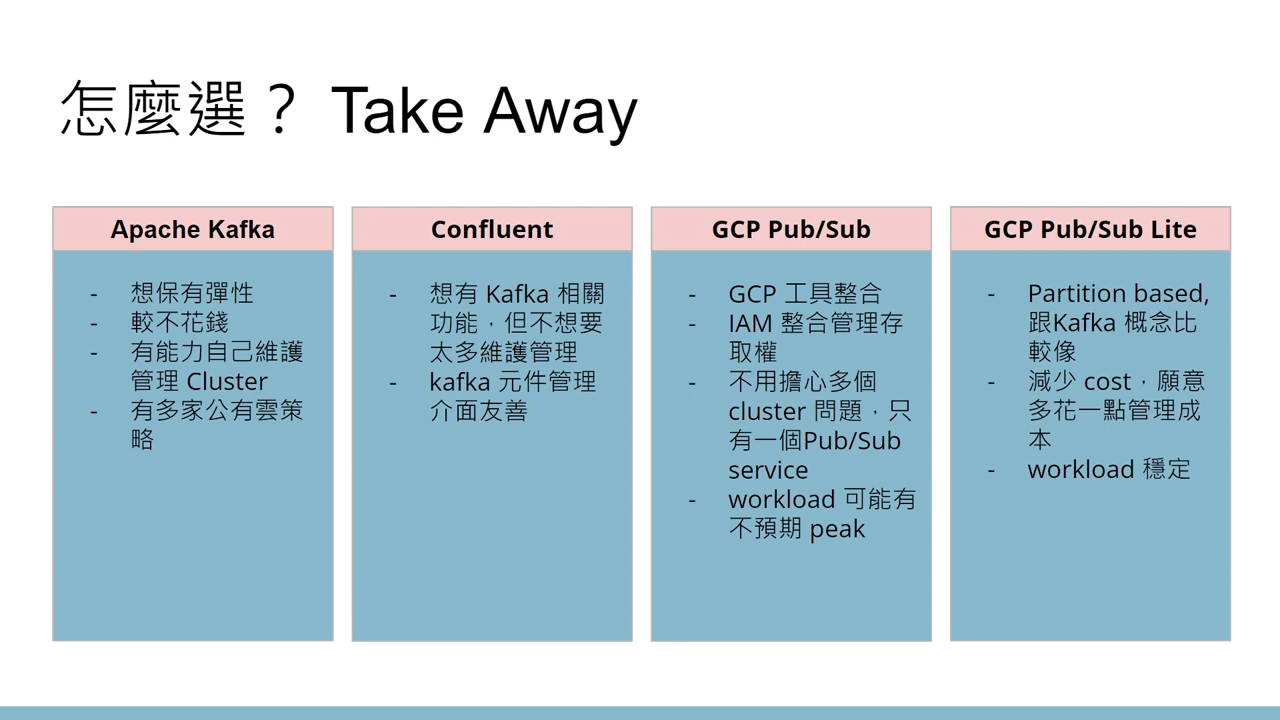 怎麼選？ Take Away
Apache Kafka
- 想保有彈性
- 較不花錢
- 有能力自己維護
管理 Cluster
- 有多家公有雲策
略
Confluent
- 想有 Kafka 相關
功能，但不想要
太多維護管理
- kafka 元件管理
介面友善
GCP Pub/Sub
- GCP 工具整合
- IAM 整合管理存
取權
- 不用擔心多個
cluster 問題，只
有一個Pub/Sub
service
- workload 可能有
不預期 peak
GCP Pub/Sub Lite
- Partition based,
跟Kafka 概念比
較像
- 減少 cost，願意
多花一點管理成
本
- workload 穩定